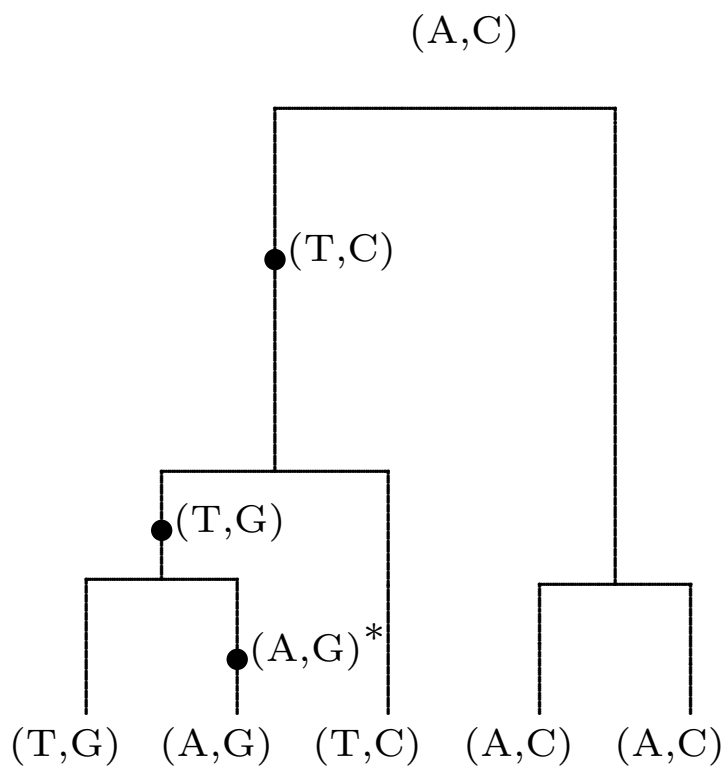 (A,C)
(T,C)
(T,G)
(A,G)*
(T,G) (A,G) (T,C) (A,C) (A,C)